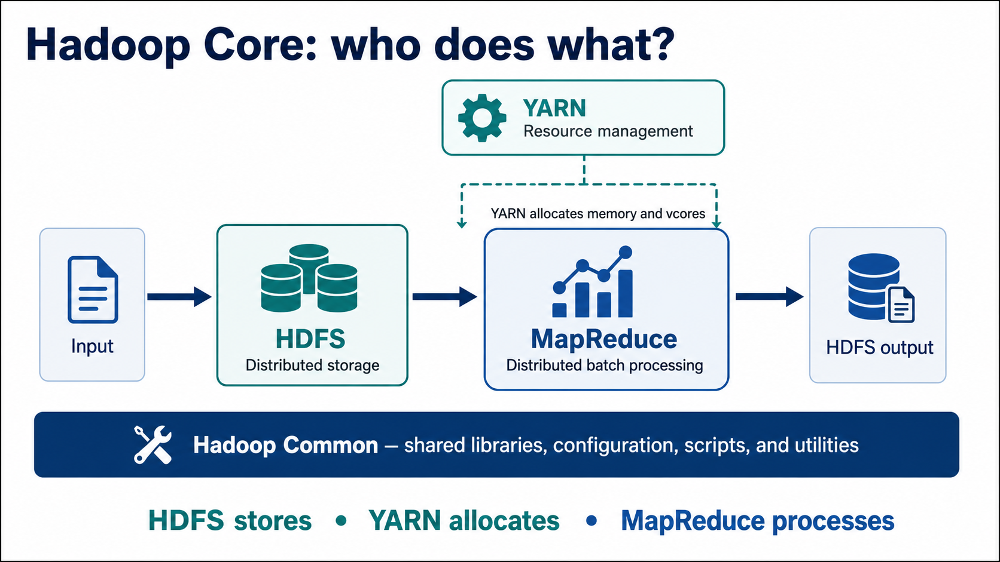 Hadoop Core: who does what?
YARN
Resource management
YARN allocates memory and vcores
Input
HDFS
Distributed storage
MapReduce
Distributed batch processing
HDFS output
Hadoop Common — shared libraries, configuration, scripts, and utilities
HDFS stores • YARN allocates • MapReduce processes